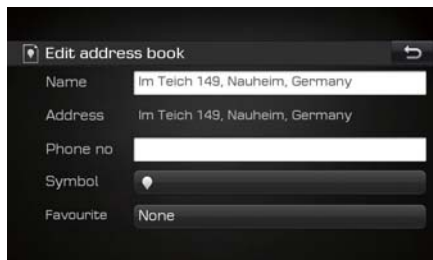 Edit address book
Name Im Teich 149, Nauheim, Germany
Address Im Teich 149, Nauheim, Germany
Phone no
Symbol
Favourite None